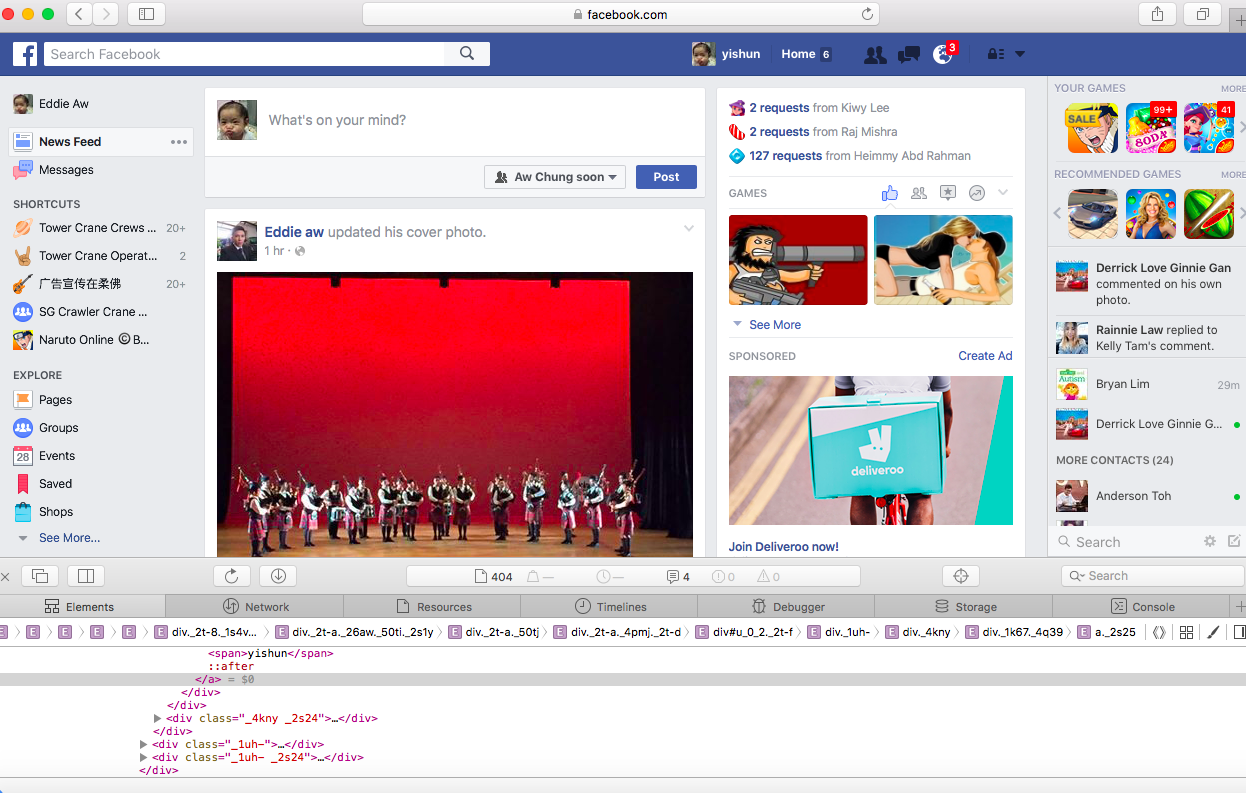 facebook.com
Search Facebook
yishun
Home 6
3
Eddie Aw
News Feed
Messages
SHORTCUTS
Tower Crane Crews ... 20+
Tower Crane Operat... 2
广告宣传在柔佛 20+
SG Crawler Crane ...
Naruto Online © B...
EXPLORE
Pages
Groups
28 Events
Saved
Shops
See More...
What's on your mind?
Aw Chung soon
Post
Eddie aw updated his cover photo.
1 hr ·
2 requests from Kiwy Lee
2 requests from Raj Mishra
127 requests from Heimmy Abd Rahman
GAMES
See More
SPONSORED Create Ad
deliveroo
Join Deliveroo now!
YOUR GAMES MORE
SALE 99+ 41
SODA
RECOMMENDED GAMES MORE
Derrick Love Ginnie Gan
commented on his own
photo.
Rainnie Law replied to
Kelly Tam's comment.
Autism
Bryan Lim 29m
Derrick Love Ginnie G...
MORE CONTACTS (24)
Anderson Toh
Search
404 — — 4 0 0
Search
Elements Network Resources Timelines Debugger Storage Console
E E E E E E div._2t-8._1s4v... E div._2t-a._26aw._50ti._2s1y E div._2t-a._50tj E div._2t-a._4pmj._2t-d E div#u_0_2._2t-f E div._1uh- E div._4kny E div._1k67._4q39 E a._2s25
<span>yishun</span>
::after
</a> = $0
</div>
</div>
<div class="_4kny _2s24">…</div>
</div>
<div class="_1uh-">…</div>
<div class="_1uh- _2s24">…</div>
</div>